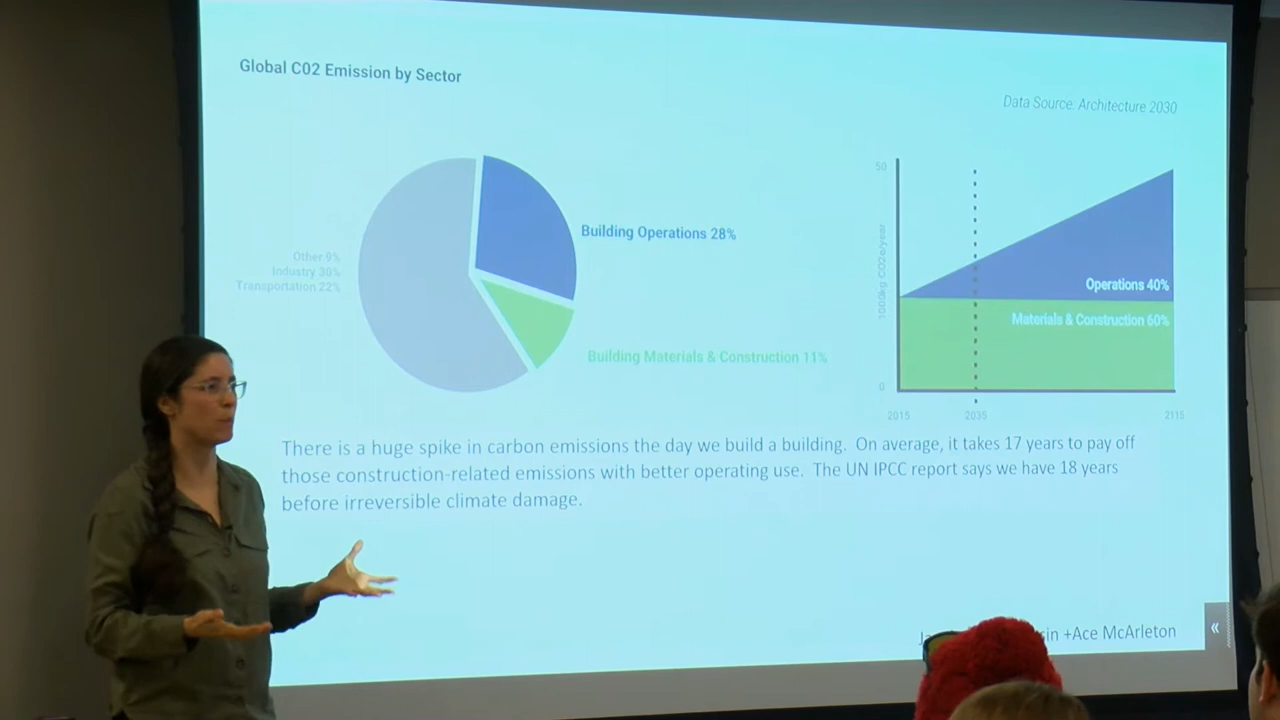 Global C02 Emission by Sector
Data Source: Architecture 2030
Building Operations 28%
Other 9%
Industry 30%
Transportation 22%
Building Materials & Construction 11%
50
1000kg CO2e/year
0
Operations 40%
Materials & Construction 60%
2015
2035
2115
There is a huge spike in carbon emissions the day we build a building. On average, it takes 17 years to pay off
those construction-related emissions with better operating use. The UN IPCC report says we have 18 years
before irreversible climate damage.
+Ace McArleton
«